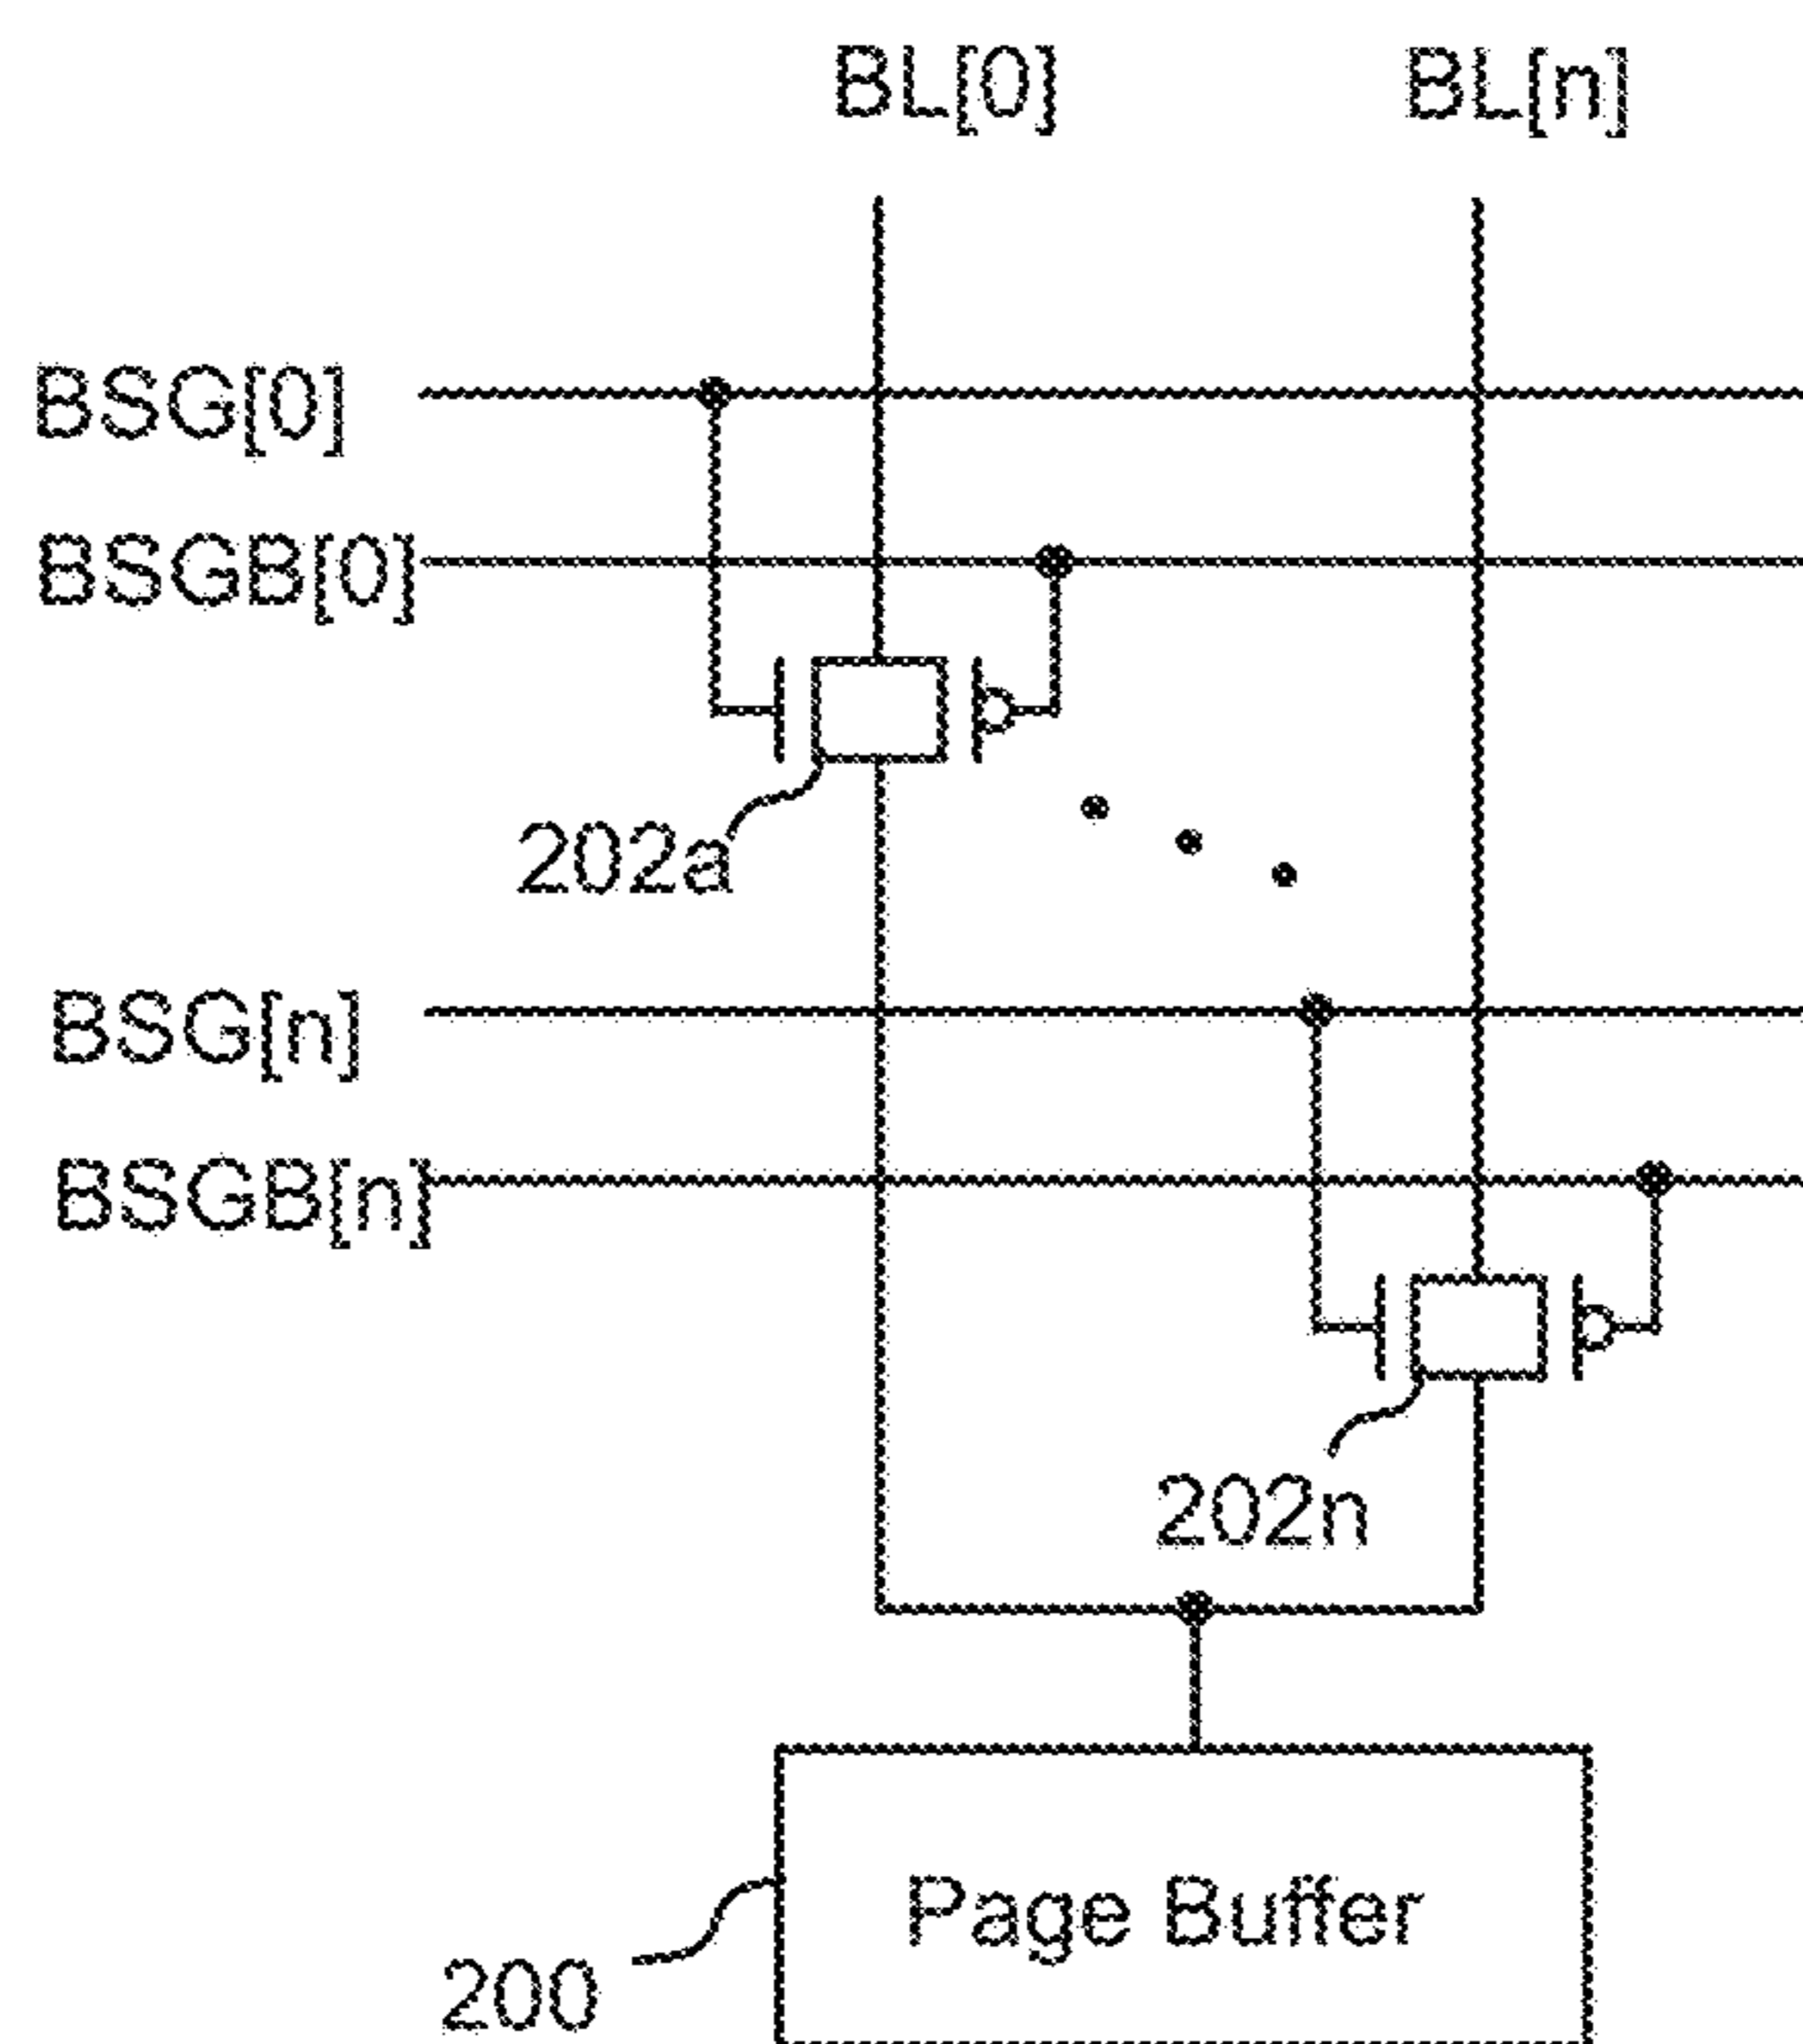 BL[0] BL[n]
BSG[0]
BSGB[0]
202a
BSG[n]
BSGB[n]
202n
Page Buffer
200